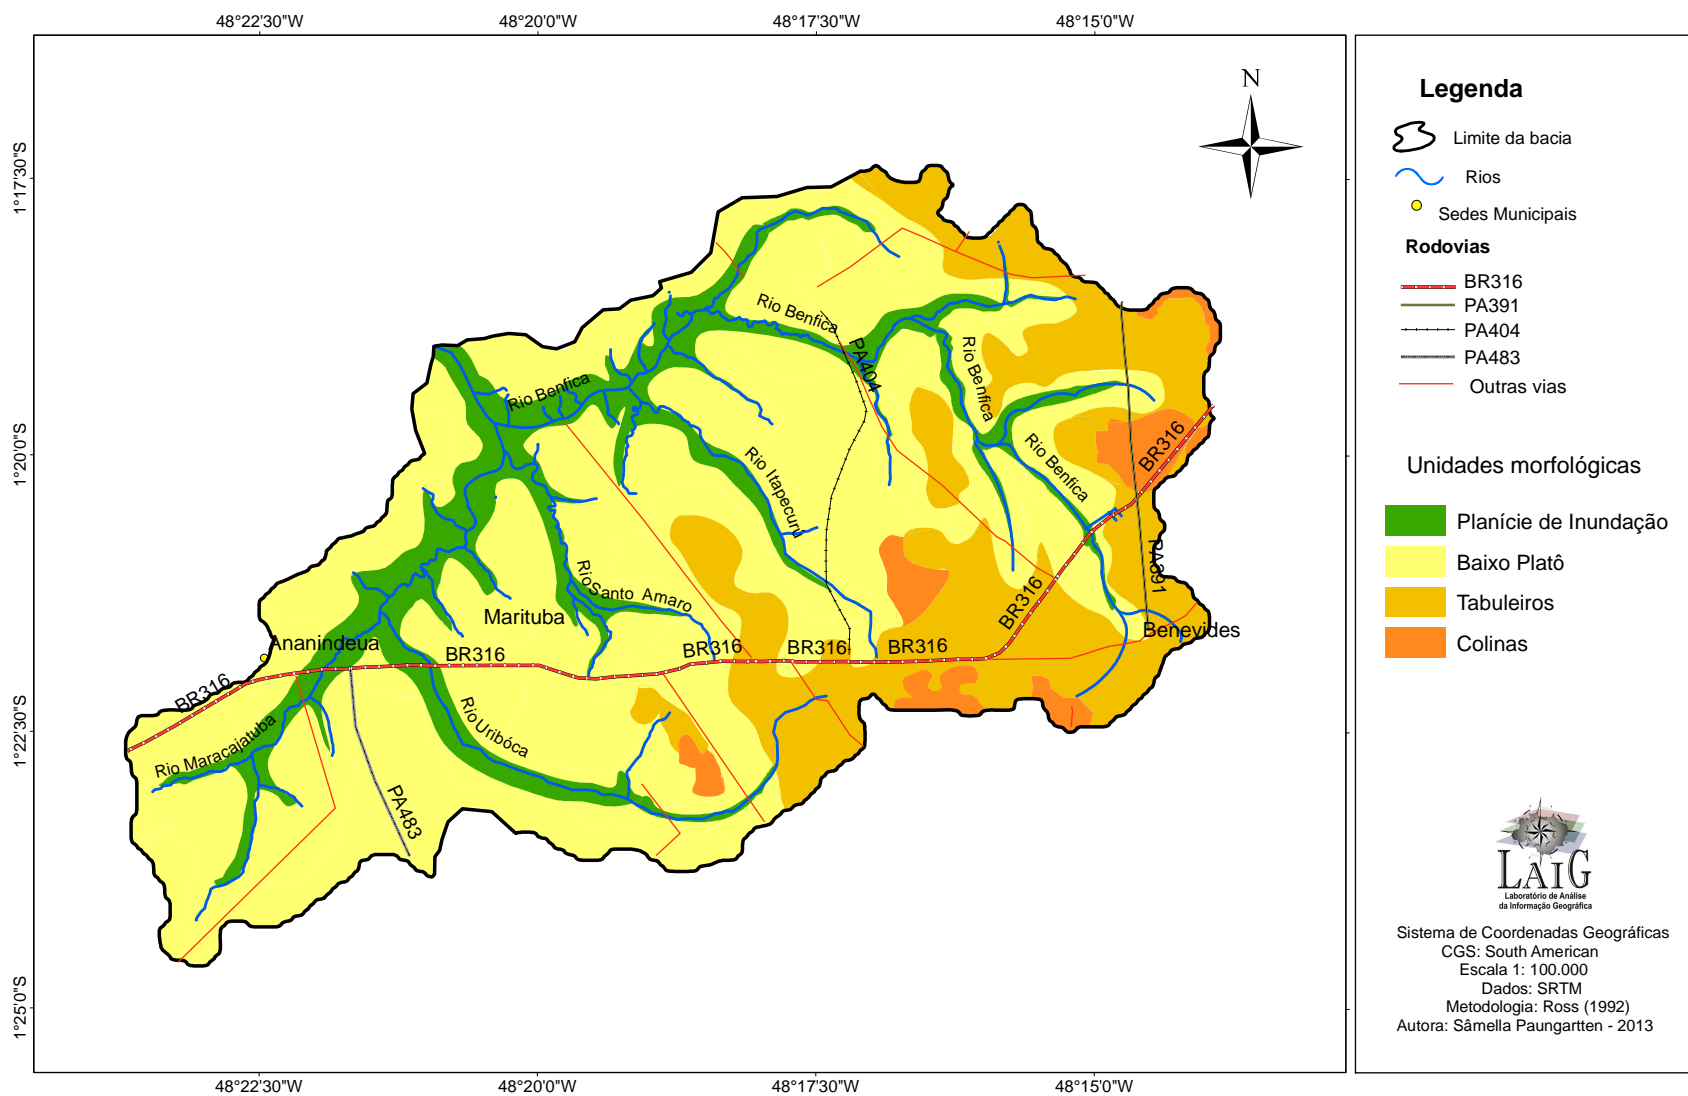 48°22'30"W
48°20'0"W
48°17'30"W
48°15'0"W
1°17'30"S
1°20'0"S
1°22'30"S
1°25'0"S
N
Rio Benfica
PA404
Rio Benfica
Rio Benfica
Rio Benfica
Rio Itapecurú
BR316
PA391
Rio Santo Amaro
Marituba
Ananindeua
BR316
BR316
BR316
BR316
BR316
BR316
Benevides
Rio Uribóca
Rio Maracajatuba
PA483
48°22'30"W
48°20'0"W
48°17'30"W
48°15'0"W
Legenda
Limite da bacia
Rios
Sedes Municipais
Rodovias
BR316
PA391
PA404
PA483
Outras vias
Unidades morfológicas
Planície de Inundação
Baixo Platô
Tabuleiros
Colinas
LAIG
Laboratório de Análise
da Informação Geográfica
Sistema de Coordenadas Geográficas
CGS: South American
Escala 1: 100.000
Dados: SRTM
Metodologia: Ross (1992)
Autora: Sâmella Paungartten - 2013